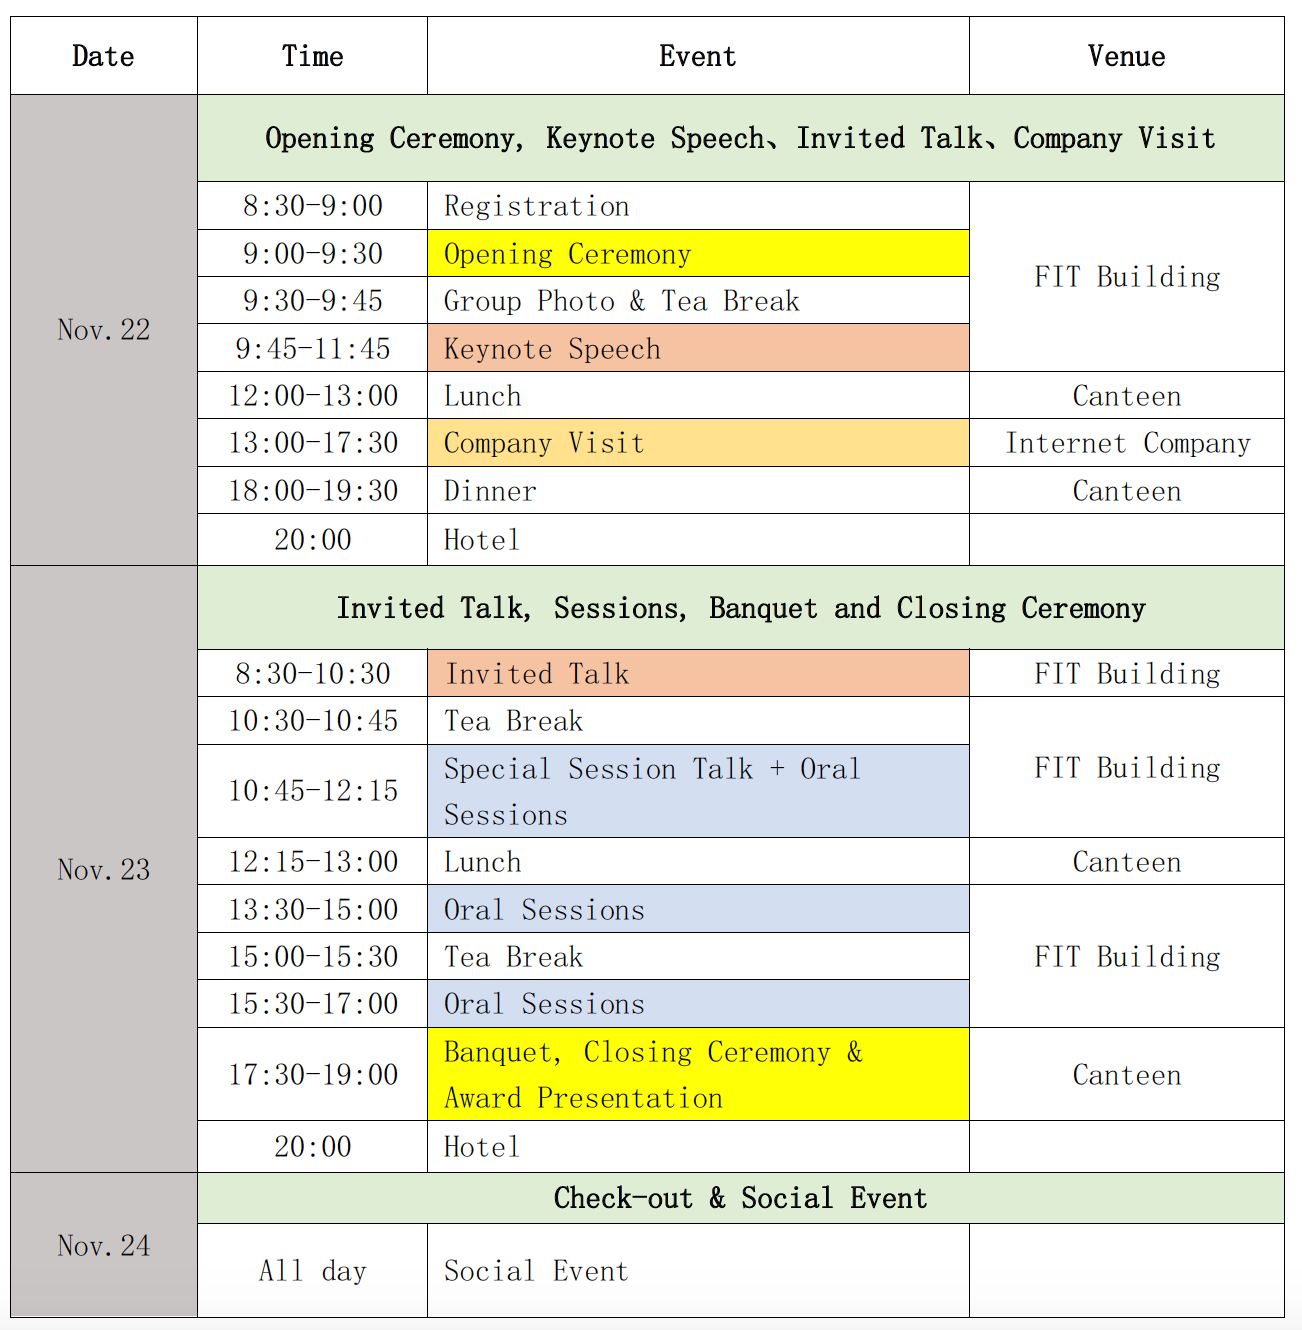 Date Time Event Venue
Opening Ceremony, Keynote Speech、Invited Talk、Company Visit
Nov.22
8:30-9:00 Registration
9:00-9:30 Opening Ceremony
FIT Building
9:30-9:45 Group Photo & Tea Break
9:45-11:45 Keynote Speech
12:00-13:00 Lunch Canteen
13:00-17:30 Company Visit Internet Company
18:00-19:30 Dinner Canteen
20:00 Hotel
Invited Talk, Sessions, Banquet and Closing Ceremony
Nov.23
8:30-10:30 Invited Talk FIT Building
10:30-10:45 Tea Break
FIT Building
10:45-12:15 Special Session Talk + Oral
Sessions
12:15-13:00 Lunch Canteen
13:30-15:00 Oral Sessions
15:00-15:30 Tea Break FIT Building
15:30-17:00 Oral Sessions
17:30-19:00 Banquet, Closing Ceremony &
Award Presentation
Canteen
20:00 Hotel
Check-out & Social Event
Nov.24
All day Social Event